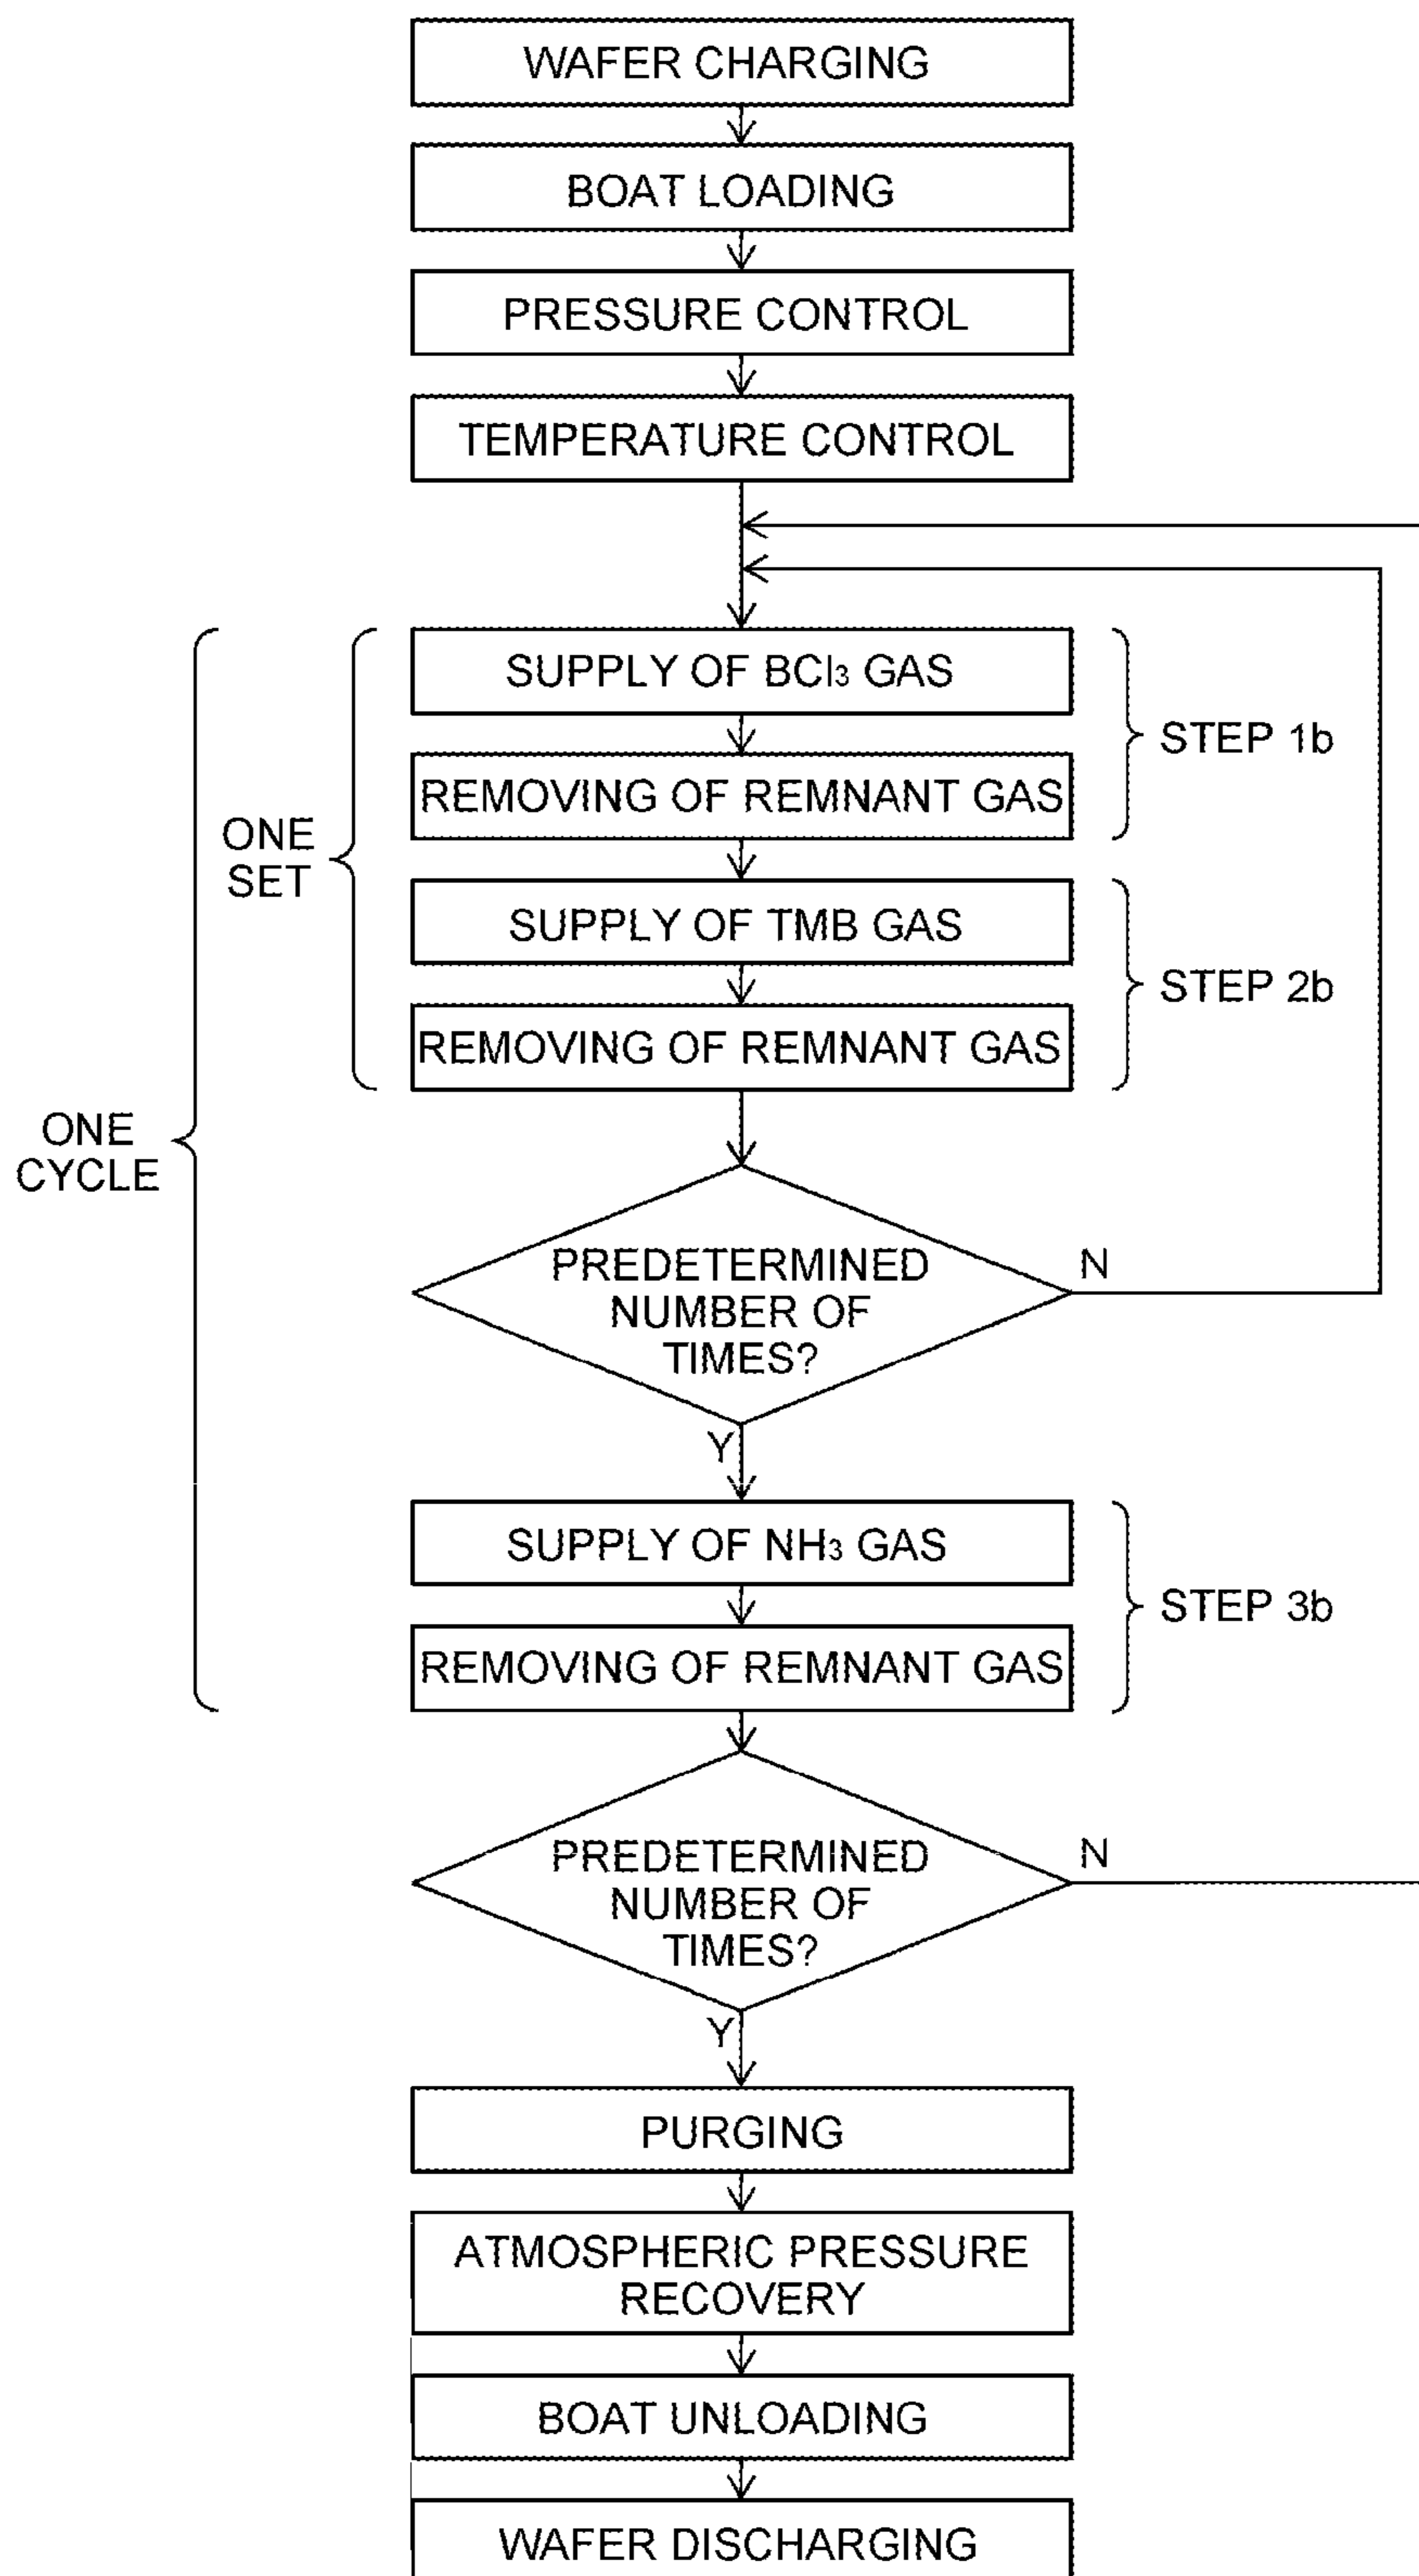 WAFER CHARGING
BOAT LOADING
PRESSURE CONTROL
TEMPERATURE CONTROL
SUPPLY OF BCl₃ GAS
STEP 1b
REMOVING OF REMNANT GAS
ONE
SET
SUPPLY OF TMB GAS
STEP 2b
REMOVING OF REMNANT GAS
ONE
CYCLE
PREDETERMINED
NUMBER OF
TIMES?
N
Y
SUPPLY OF NH₃ GAS
STEP 3b
REMOVING OF REMNANT GAS
PREDETERMINED
NUMBER OF
TIMES?
N
Y
PURGING
ATMOSPHERIC PRESSURE
RECOVERY
BOAT UNLOADING
WAFER DISCHARGING